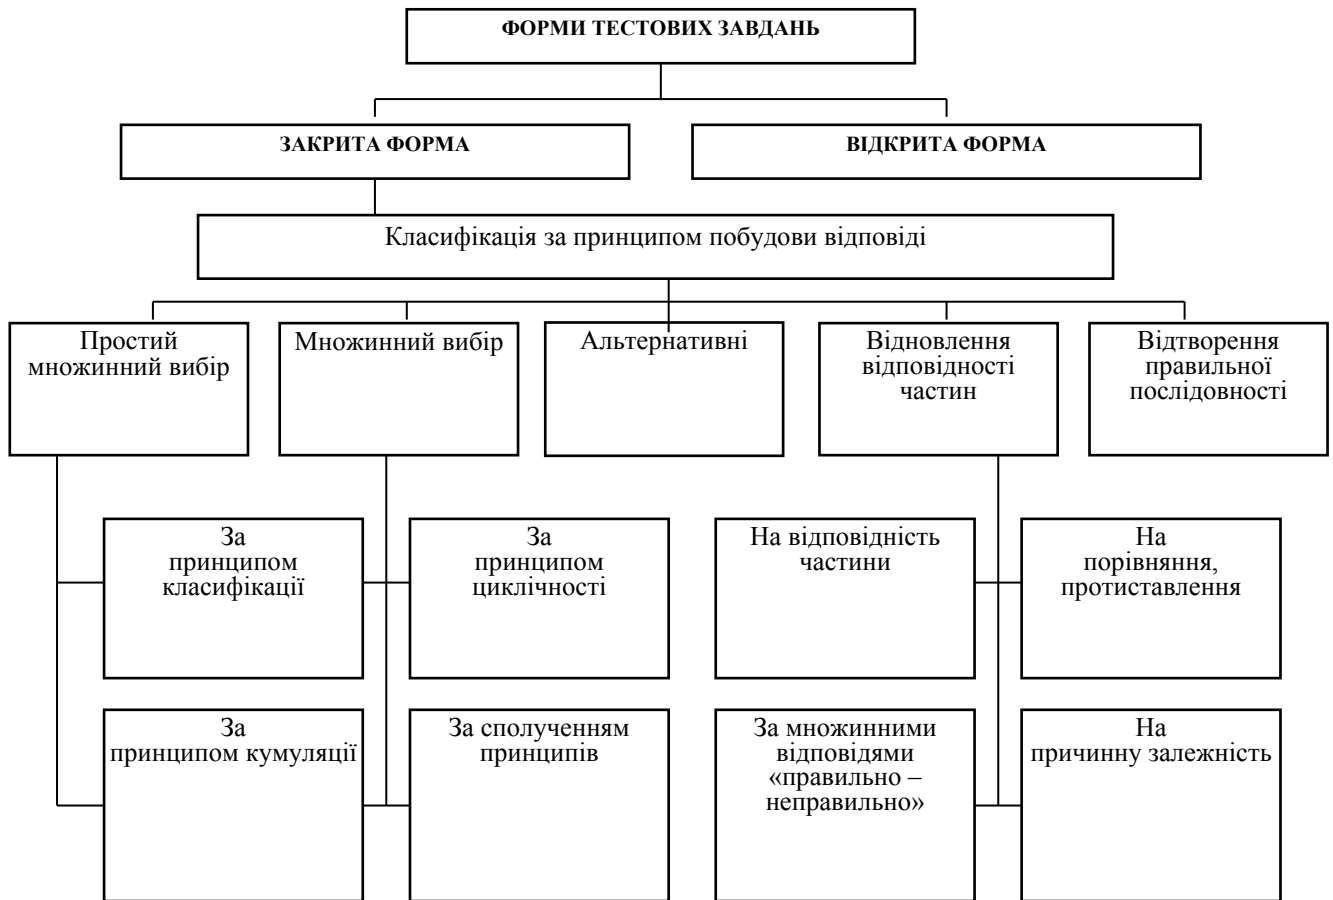 ФОРМИ ТЕСТОВИХ ЗАВДАНЬ
ЗАКРИТА ФОРМА
ВІДКРИТА ФОРМА
Класифікація за принципом побудови відповіді
Простий
множинний вибір
Множинний вибір
Альтернативні
Відновлення
відповідності
частин
Відтворення
правильної
послідовності
За
принципом
класифікації
За
принципом
циклічності
На відповідність
частини
На
порівняння,
протиставлення
За
принципом кумуляції
За сполученням
принципів
За множинними
відповідями
«правильно –
неправильно»
На
причинну залежність